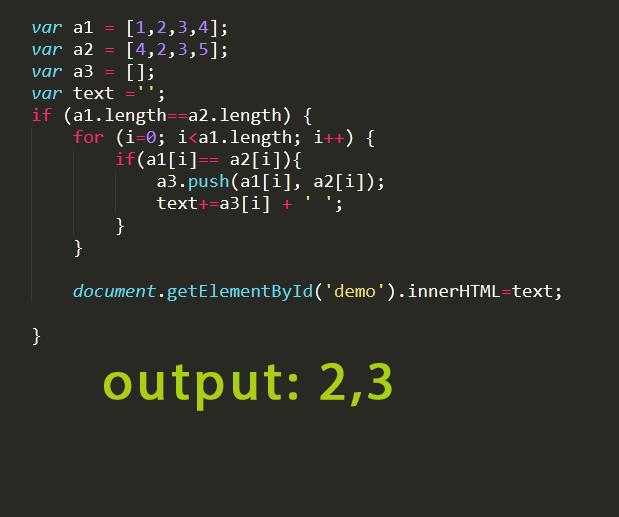 var a1 = [1,2,3,4];
var a2 = [4,2,3,5];
var a3 = [];
var text ='';
if (a1.length==a2.length) {
for (i=0; i<a1.length; i++) {
if(a1[i]== a2[i]){
a3.push(a1[i], a2[i]);
text+=a3[i] + ' ';
}
}
document.getElementById('demo').innerHTML=text;
}
output: 2,3